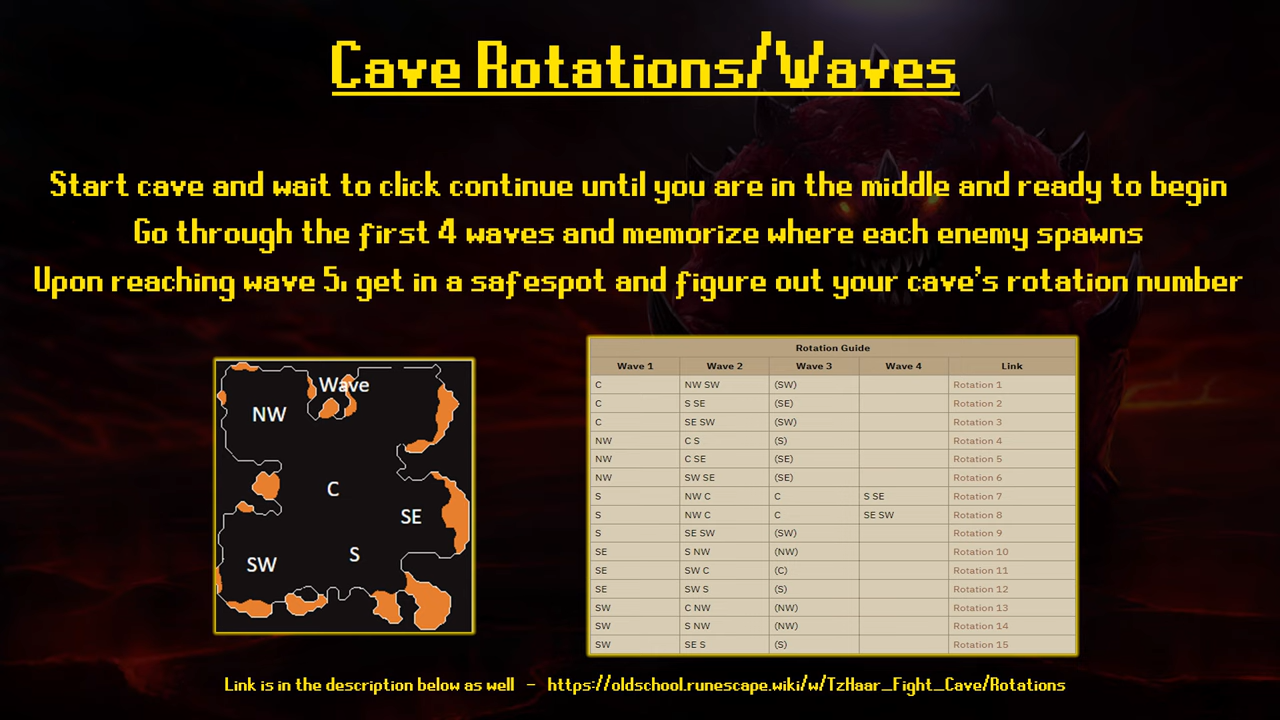 Cave Rotations/Waves
Start cave and wait to click continue until you are in the middle and ready to begin
Go through the first 4 waves and memorize where each enemy spawns
Upon reaching wave 5, get in a safespot and figure out your cave's rotation number
Wave
NW
C
SE
S
SW
Rotation Guide
Wave 1 Wave 2 Wave 3 Wave 4 Link
C NW SW (SW) Rotation 1
C S SE (SE) Rotation 2
C SE SW (SW) Rotation 3
NW C S (S) Rotation 4
NW C SE (SE) Rotation 5
NW SW SE (SE) Rotation 6
S NW C C S SE Rotation 7
S NW C C SE SW Rotation 8
S SE SW (SW) Rotation 9
SE S NW (NW) Rotation 10
SE SW C (C) Rotation 11
SE SW S (S) Rotation 12
SW C NW (NW) Rotation 13
SW S NW (NW) Rotation 14
SW SE S (S) Rotation 15
Link is in the description below as well - https://oldschool.runescape.wiki/w/TzHaar_Fight_Cave/Rotations